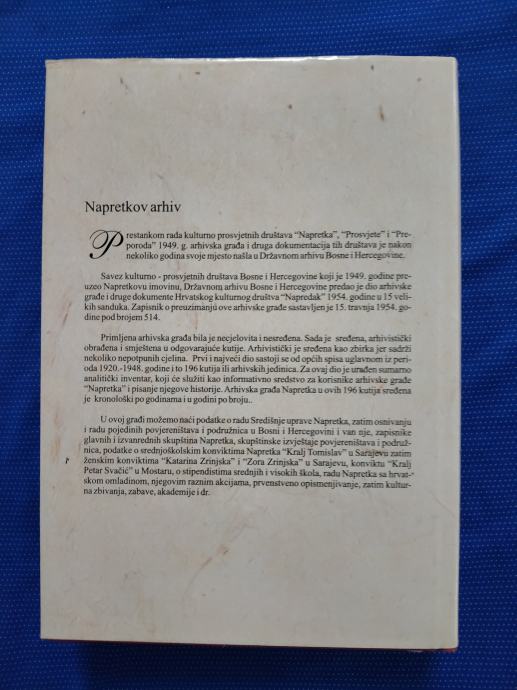 Napretkov arhiv
Prestankom rada kulturno prosvjetnih društava "Napretka", "Prosvjete" i "Pre-
poroda" 1949. g. arhivska građa i druga dokumentacija tih društava je nakon
nekoliko godina svoje mjesto našla u Državnom arhivu Bosne i Hercegovine.
Savez kulturno - prosvjetnih društava Bosne i Hercegovine koji je 1949. godine pre-
uzeo Napretkovu imovinu, Državnom arhivu Bosne i Hercegovine predao je dio arhivske
građe i druge dokumente Hrvatskog kulturnog društva "Napredak" 1954. godine u 15 veli-
kih sanduka. Zapisnik o preuzimanju ove arhivske građe sastavljen je 15. travnja 1954. go-
dine pod brojem 514.
Primljena arhivska građa bila je necjelovita i nesređena. Sada je sređena, arhivistički
obrađena i smještena u odgovarajuće kutije. Arhivistički je sređena kao zbirka jer sadrži
nekoliko nepotpunih cjelina. Prvi i najveći dio sastoji se od općih spisa uglavnom iz peri-
oda 1920.-1948. godine i to 196 kutija ili arhivskih jedinica. Za ovaj dio je urađen sumarno
analitički inventar, koji će služiti kao informativno sredstvo za korisnike arhivske građe
"Napretka" i pisanje njegove historije. Arhivska građa Napretka u ovih 196 kutija sređena
je kronološki po godinama i u godini po broju..
U ovoj građi možemo naći podatke o radu Središnje uprave Napretka, zatim osnivanju
i radu pojedinih povjereništava i podružnica u Bosni i Hercegovini i van nje, zapisnike
glavnih i izvanrednih skupština Napretka, skupštinske izvještaje povjereništava i podruž-
nica, podatke o srednjoškolskim konviktima Napretka "Kralj Tomislav" u Sarajevu zatim
ženskim konviktima "Katarina Zrinjska" i "Zora Zrinjska" u Sarajevu, konviktu "Kralj
Petar Svačić" u Mostaru, o stipendistima srednjih i visokih škola, radu Napretka sa hrvat-
skom omladinom, njegovim raznim akcijama, prvenstveno opismenjivanje, zatim kultur-
na zbivanja, zabave, akademije i dr.